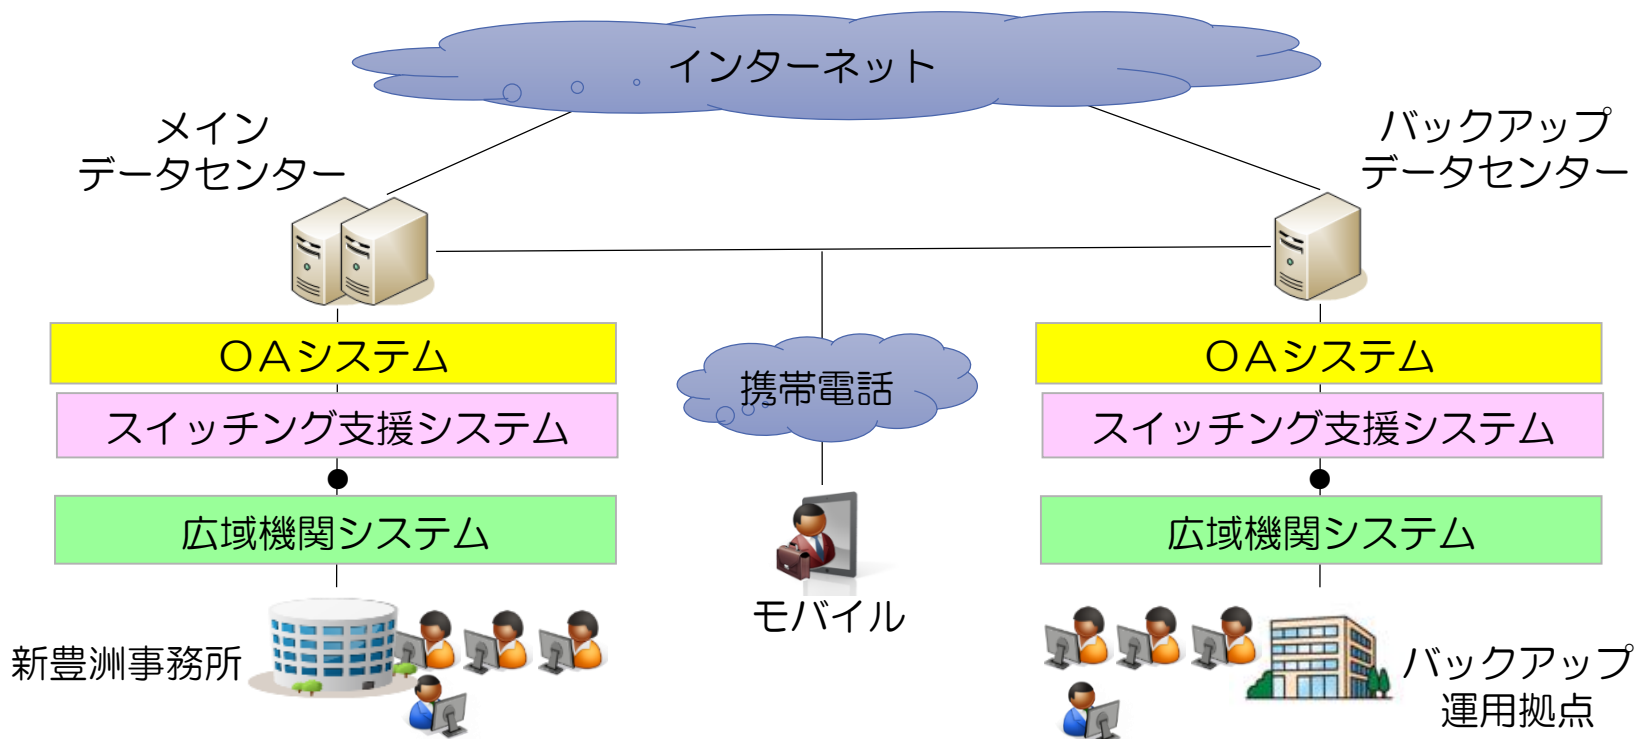 インターネット
メイン
データセンター
バックアップ
データセンター
ＯＡシステム
スイッチング支援システム
広域機関システム
携帯電話
モバイル
ＯＡシステム
スイッチング支援システム
広域機関システム
新豊洲事務所
バックアップ
運用拠点